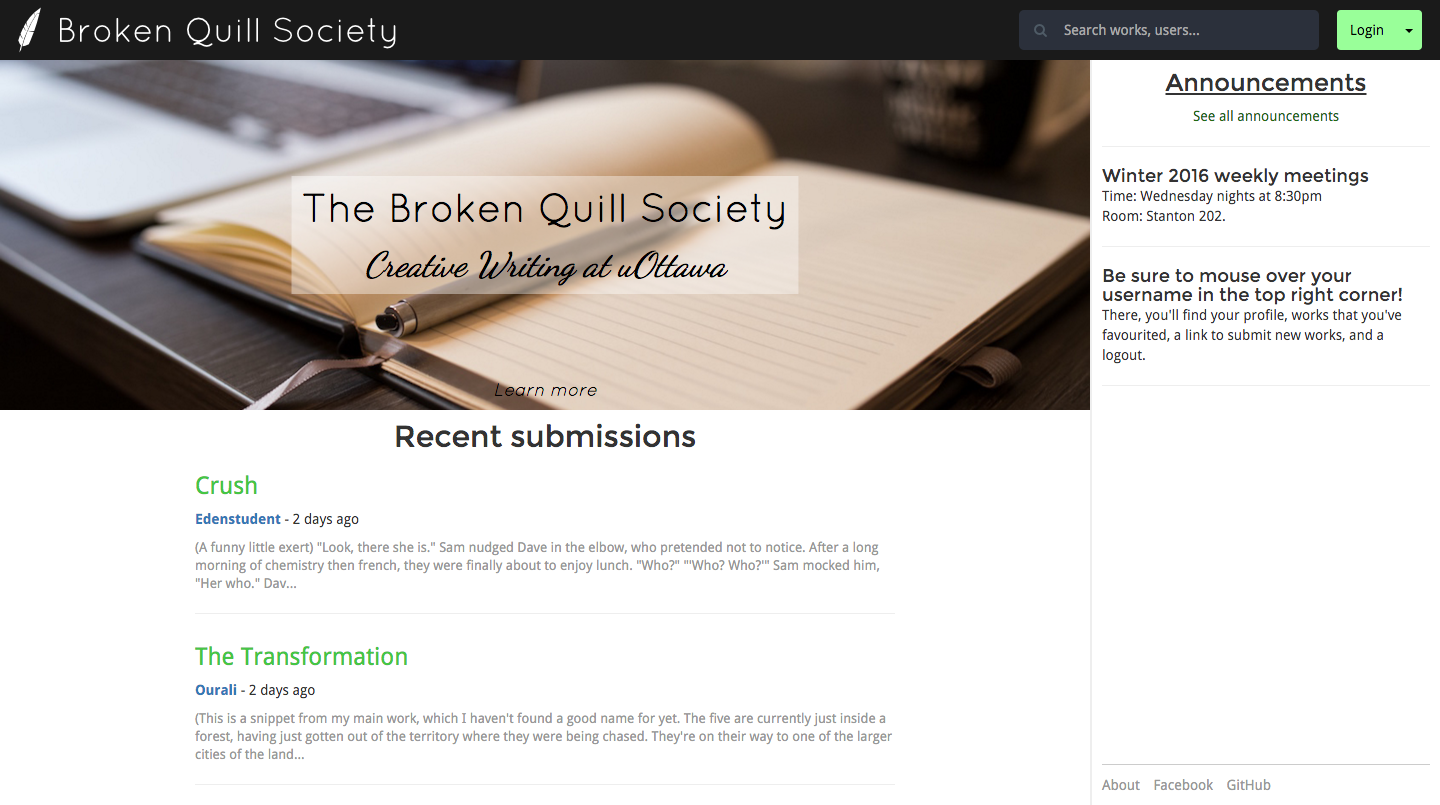 Broken Quill Society
Search works, users...
Login
The Broken Quill Society
Creative Writing at uOttawa
Learn more
Recent submissions
Crush
Edenstudent - 2 days ago
(A funny little exert) "Look, there she is." Sam nudged Dave in the elbow, who pretended not to notice. After a long
morning of chemistry then french, they were finally about to enjoy lunch. "Who?" "'Who? Who?'" Sam mocked him,
"Her who." Dav...
The Transformation
Ourali - 2 days ago
(This is a snippet from my main work, which I haven't found a good name for yet. The five are currently just inside a
forest, having just gotten out of the territory where they were being chased. They're on their way to one of the larger
cities of the land...
Announcements
See all announcements
Winter 2016 weekly meetings
Time: Wednesday nights at 8:30pm
Room: Stanton 202.
Be sure to mouse over your
username in the top right corner!
There, you'll find your profile, works that you've
favourited, a link to submit new works, and a
logout.
About Facebook GitHub